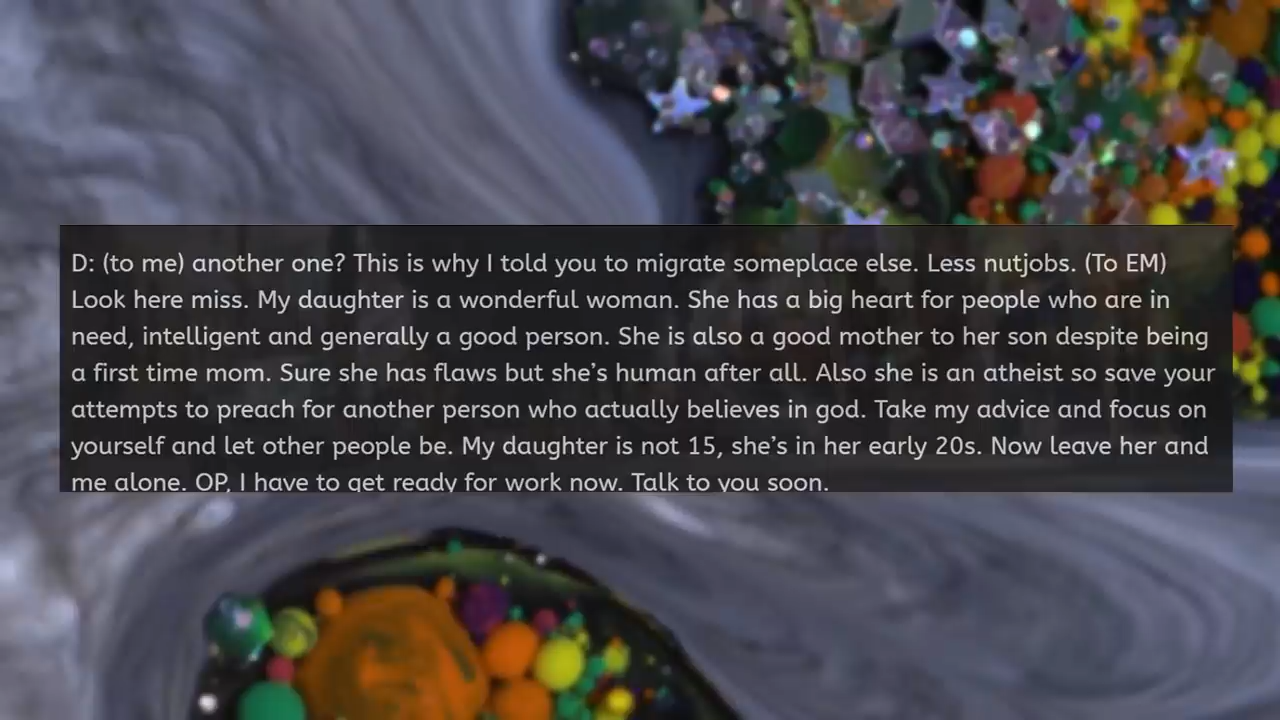 D: (to me) another one? This is why I told you to migrate someplace else. Less nutjobs. (To EM)
Look here miss. My daughter is a wonderful woman. She has a big heart for people who are in
need, intelligent and generally a good person. She is also a good mother to her son despite being
a first time mom. Sure she has flaws but she’s human after all. Also she is an atheist so save your
attempts to preach for another person who actually believes in god. Take my advice and focus on
yourself and let other people be. My daughter is not 15, she’s in her early 20s. Now leave her and
me alone. OP, I have to get ready for work now. Talk to you soon.